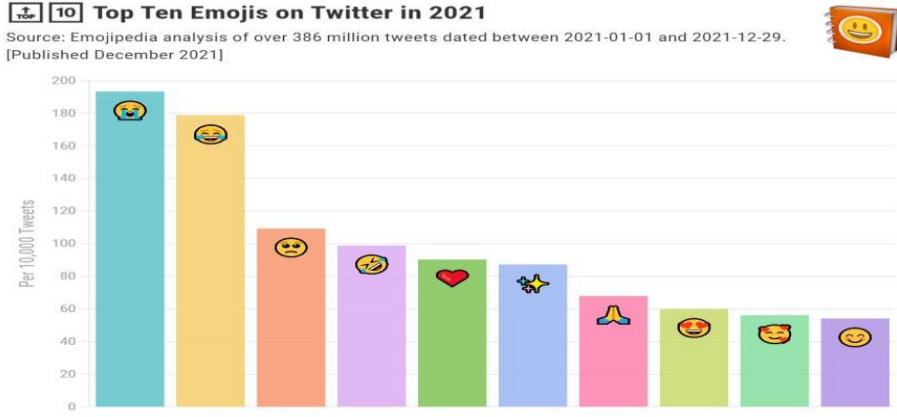 TOP 10 Top Ten Emojis on Twitter in 2021
Source: Emojipedia analysis of over 386 million tweets dated between 2021-01-01 and 2021-12-29.
[Published December 2021]
Per 10,000 Tweets
200
180
160
140
120
100
80
60
40
20
0